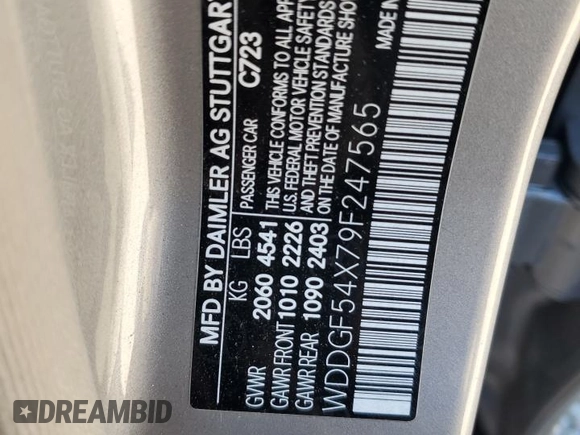 MFD BY DAIMLER AG STUTTGAR
KG LBS PASSENGER CAR C723
GVWR 2060 4541 THIS VEHICLE CONFORMS TO ALL APP
GAWR FRONT 1010 2226 U.S. FEDERAL MOTOR VEHICLE SAFETY
GAWR REAR 1090 2403 AND THEFT PREVENTION STANDARDS
ON THE DATE OF MANUFACTURE SHOW
WDDGF54X79F247565 MADE IN
DREAMBID